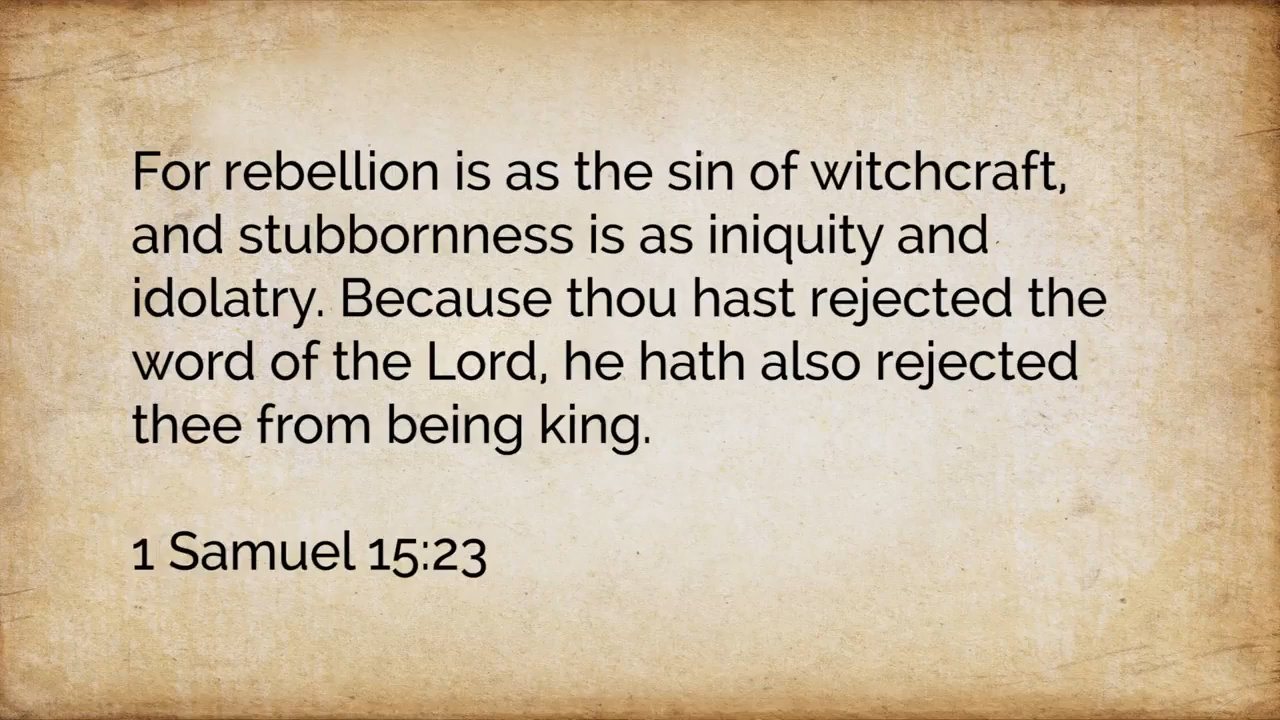 For rebellion is as the sin of witchcraft,
and stubbornness is as iniquity and
idolatry. Because thou hast rejected the
word of the Lord, he hath also rejected
thee from being king.
1 Samuel 15:23